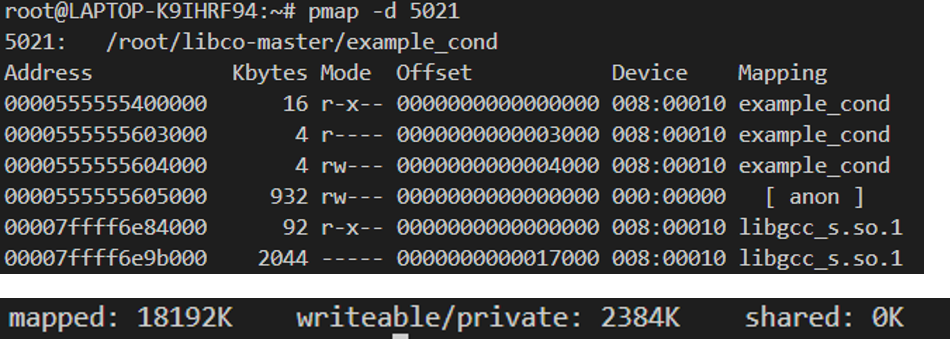 root@LAPTOP-K9IHRF94:~# pmap -d 5021
5021:   /root/libco-master/example_cond
Address           Kbytes Mode  Offset           Device    Mapping
0000555555400000      16 r-x-- 0000000000000000 008:00010 example_cond
0000555555603000       4 r---- 0000000000003000 008:00010 example_cond
0000555555604000       4 rw--- 0000000000004000 008:00010 example_cond
0000555555605000     932 rw--- 0000000000000000 000:00000   [ anon ]
00007ffff6e84000      92 r-x-- 0000000000000000 008:00010 libgcc_s.so.1
00007ffff6e9b000    2044 ----- 0000000000017000 008:00010 libgcc_s.so.1
mapped: 18192K    writeable/private: 2384K    shared: 0K